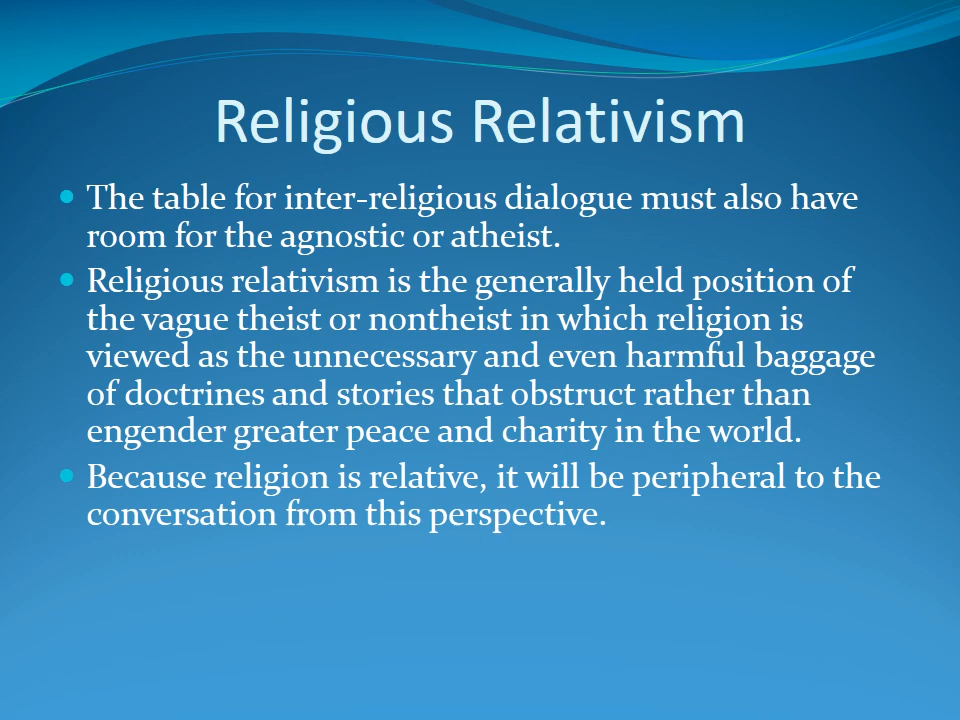 Religious Relativism
• The table for inter-religious dialogue must also have
room for the agnostic or atheist.
• Religious relativism is the generally held position of
the vague theist or nontheist in which religion is
viewed as the unnecessary and even harmful baggage
of doctrines and stories that obstruct rather than
engender greater peace and charity in the world.
• Because religion is relative, it will be peripheral to the
conversation from this perspective.